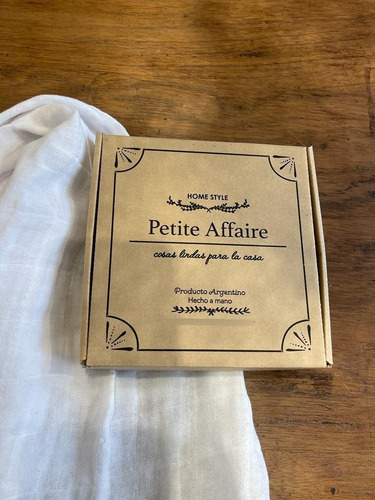 HOME STYLE
Petite Affaire
cosas lindas para la casa
Producto Argentino
Hecho a mano